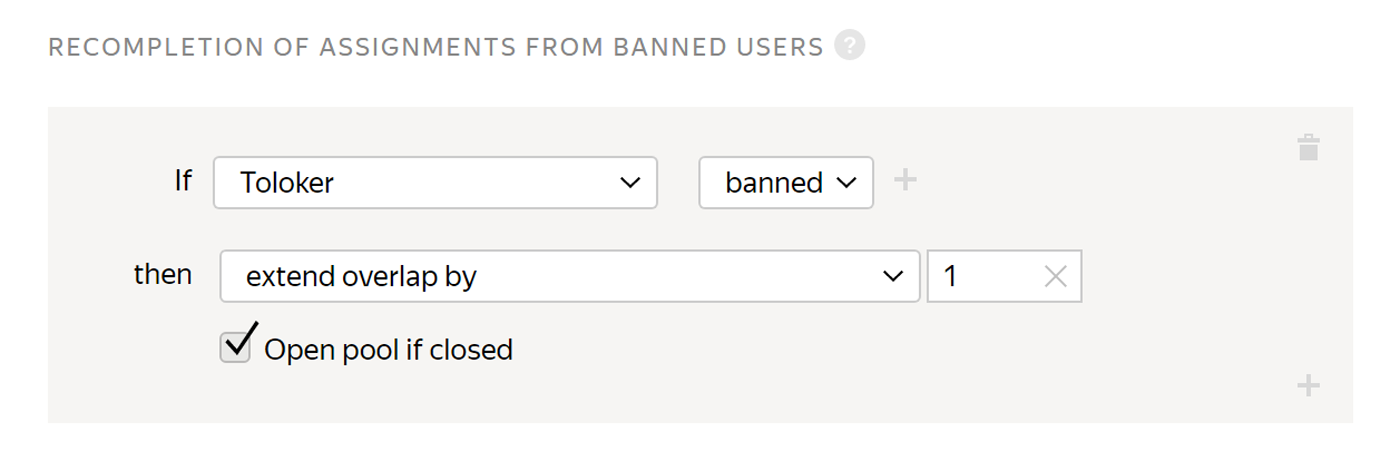 RECOMPLETION OF ASSIGNMENTS FROM BANNED USERS ?
If Toloker banned
then extend overlap by 1
Open pool if closed